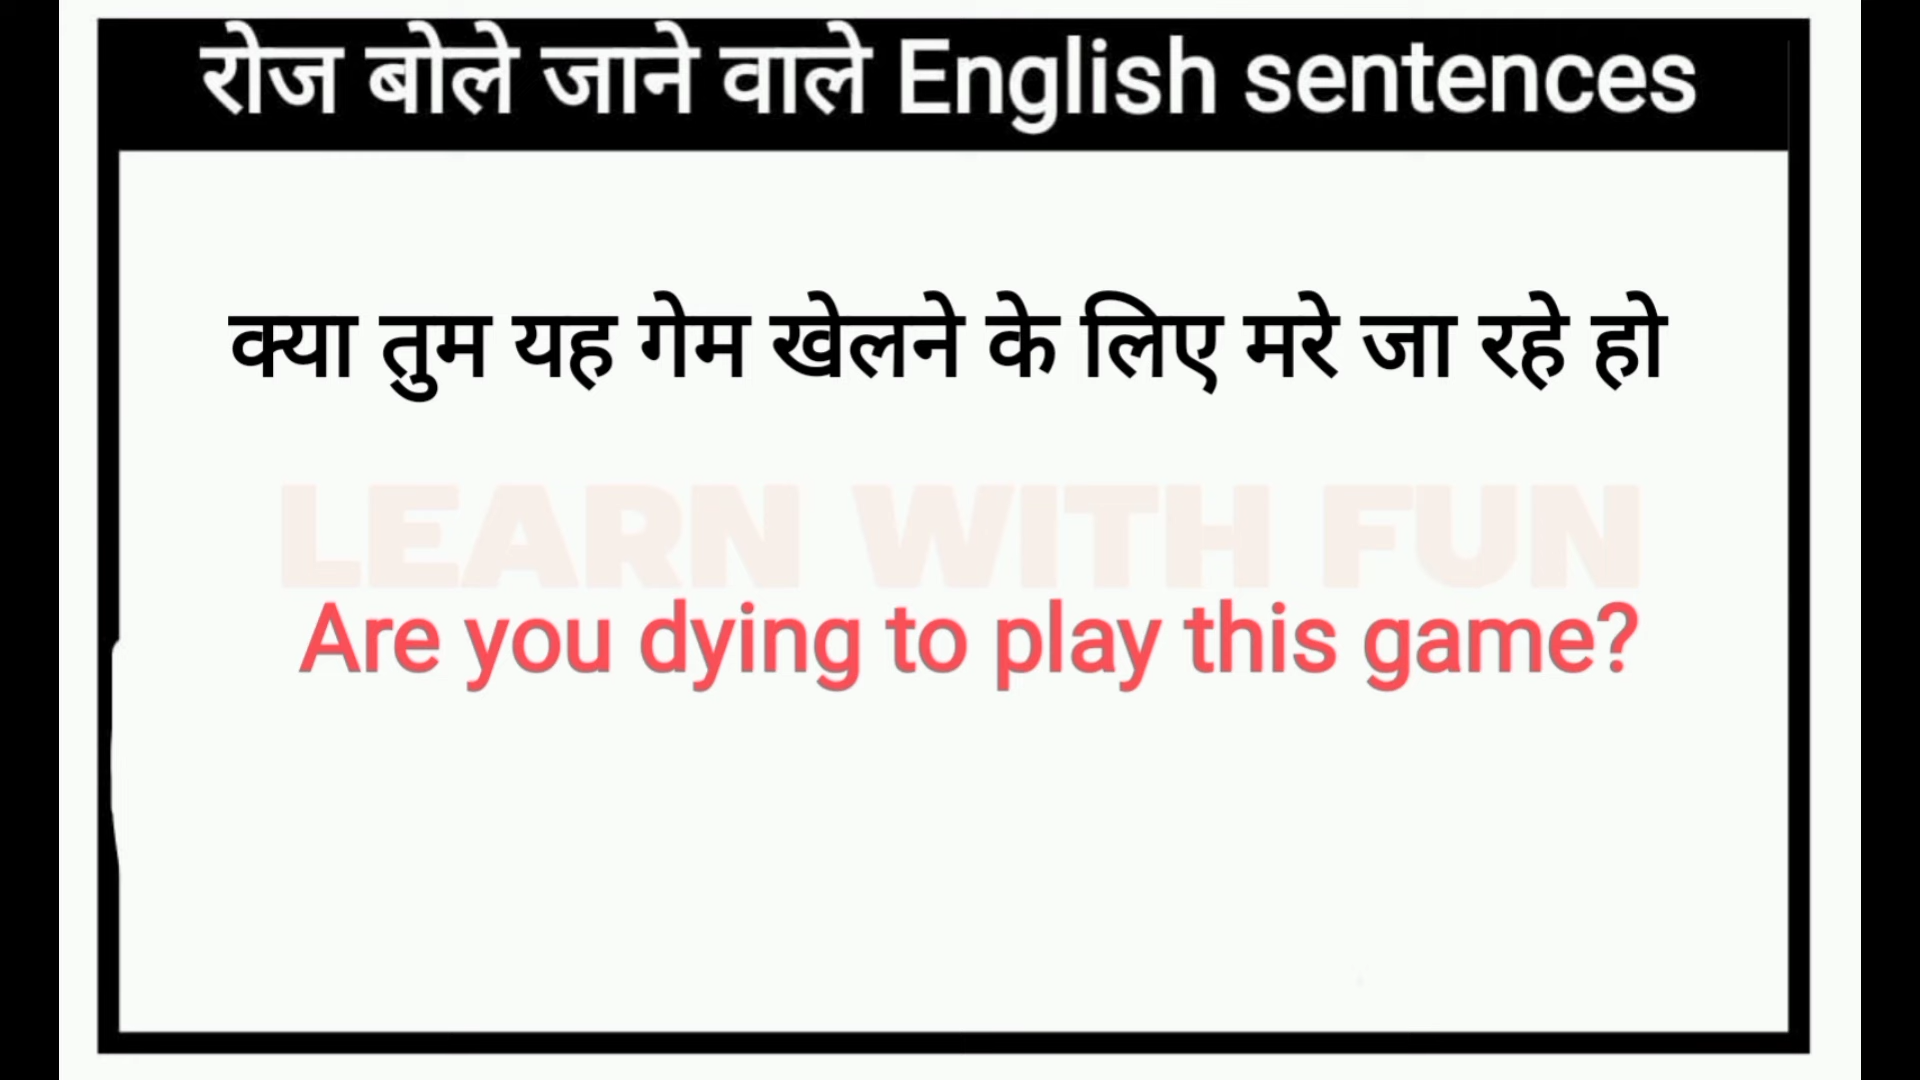 रोज बोले जाने वाले English sentences
क्या तुम यह गेम खेलने के लिए मरे जा रहे हो
LEARN WITH FUN
Are you dying to play this game?